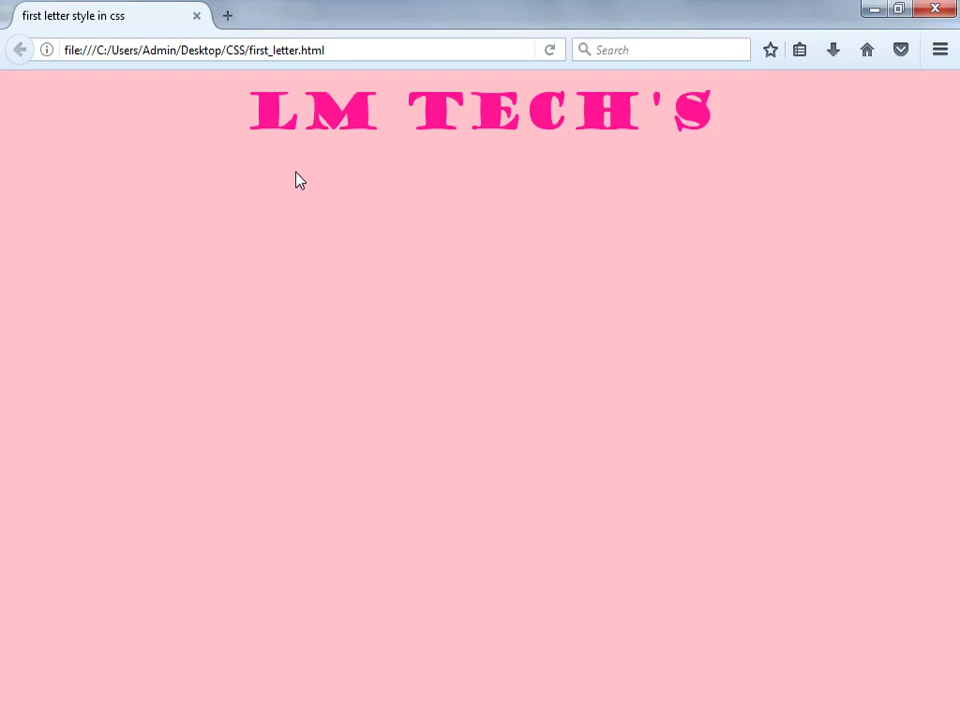 first letter style in css
file:///C:/Users/Admin/Desktop/CSS/first_letter.html
Search
LM TECH'S